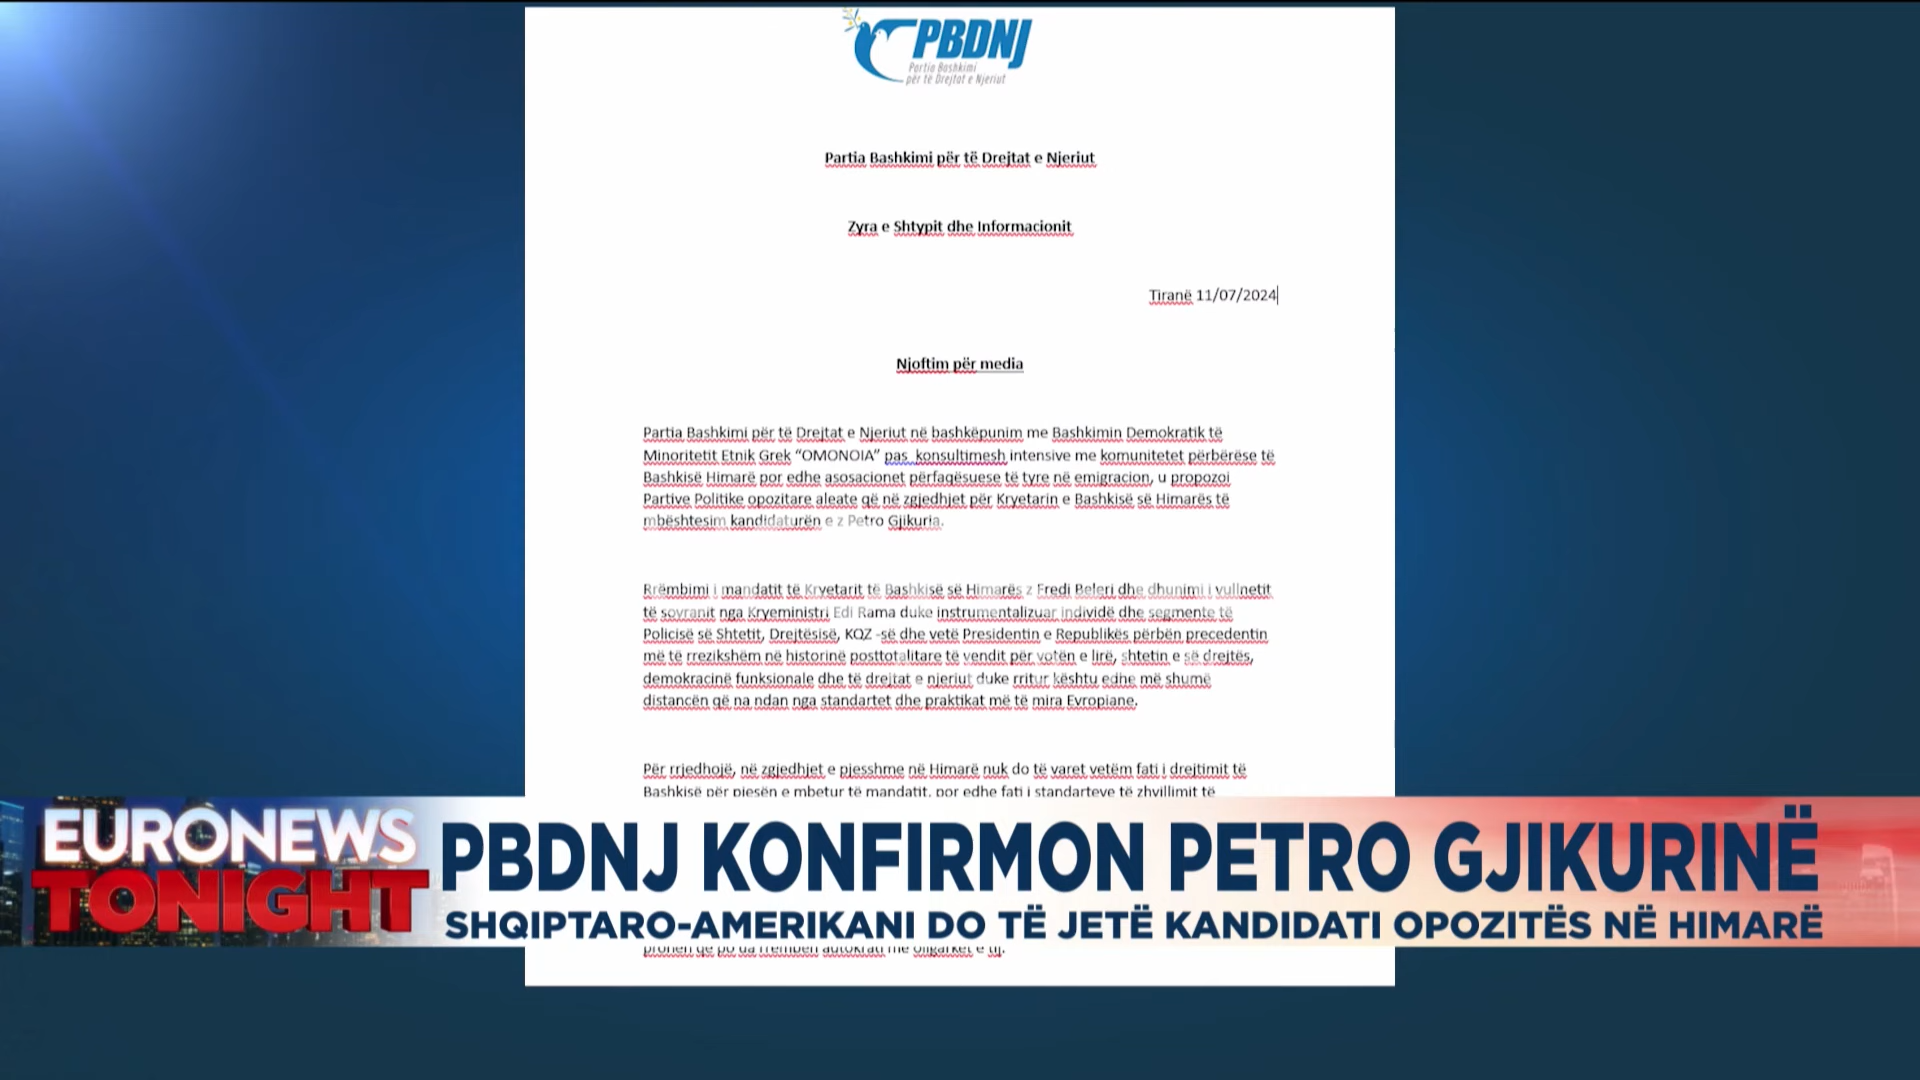 PBDNJ
Partia Bashkimi
për të Drejtat e Njeriut
Partia Bashkimi për të Drejtat e Njeriut
Zyra e Shtypit dhe Informacionit
Tiranë 11/07/2024
Njoftim për media
Partia Bashkimi për të Drejtat e Njeriut në bashkëpunim me Bashkimin Demokratik të
Minoritetit Etnik Grek “OMONOIA” pas konsultimesh intensive me komunitetet përbërëse të
Bashkisë Himarë por edhe asosacionet përfaqësuese të tyre në emigracion, u propozoi
Partive Politike opozitare aleate që në zgjedhjet për Kryetarin e Bashkisë së Himarës të
mbështesim kandidaturën e z Petro Gjikuria.
Rrëmbimi i mandatit të Kryetarit të Bashkisë së Himarës z Fredi Beleri dhe dhunimi i vullnetit
të sovranit nga Kryeministri Edi Rama duke instrumentalizuar individë dhe segmente të
Policisë së Shtetit, Drejtësisë, KQZ -së dhe vetë Presidentin e Republikës përbën precedentin
më të rrezikshëm në historinë posttotalitare të vendit për votën e lirë, shtetin e së drejtës,
demokracinë funksionale dhe të drejtat e njeriut duke rritur kështu edhe më shumë
distancën që na ndan nga standartet dhe praktikat më të mira Evropiane.
Për rrjedhojë, në zgjedhjet e pjesshme në Himarë nuk do të varet vetëm fati i drejtimit të
Bashkisë për pjesën e mbetur të mandatit, por edhe fati i standarteve të zhvillimit të
EURONEWS
TONIGHT
PBDNJ KONFIRMON PETRO GJIKURINË
SHQIPTARO-AMERIKANI DO TË JETË KANDIDATI OPOZITËS NË HIMARË
pronën që po ua rrëmben autokrati me oligarkët e tij.